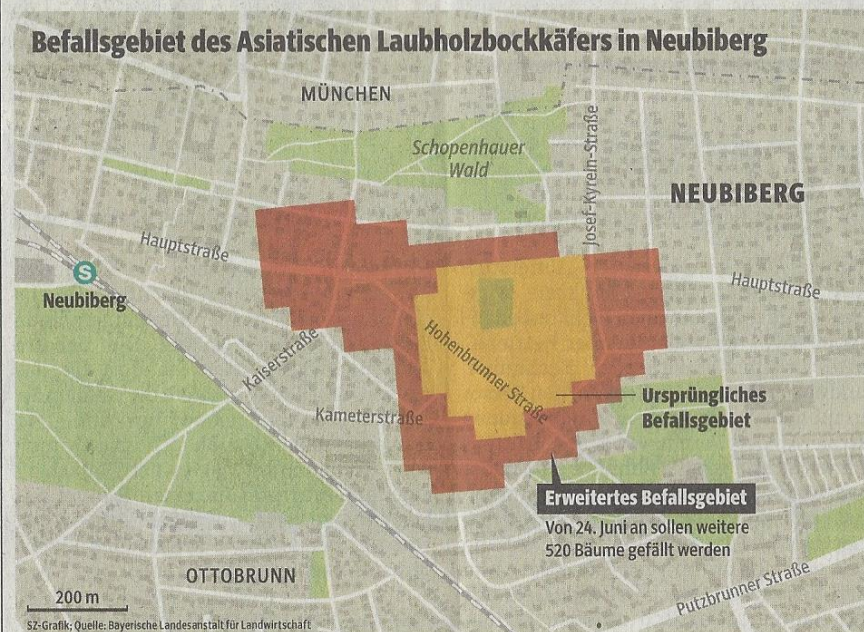 Befallsgebiet des Asiatischen Laubholzbockkäfers in Neubiberg
MÜNCHEN
Schopenhauer
Wald
Josef-Kyrein-Straße
NEUBIBERG
Hauptstraße
S
Neubiberg
Hauptstraße
Hohenbrunner Straße
Kaiserstraße
Kameterstraße
Ursprüngliches
Befallsgebiet
Erweitertes Befallsgebiet
Von 24. Juni an sollen weitere
520 Bäume gefällt werden
OTTOBRUNN
Putzbrunner Straße
200 m
SZ-Grafik; Quelle: Bayerische Landesanstalt für Landwirtschaft